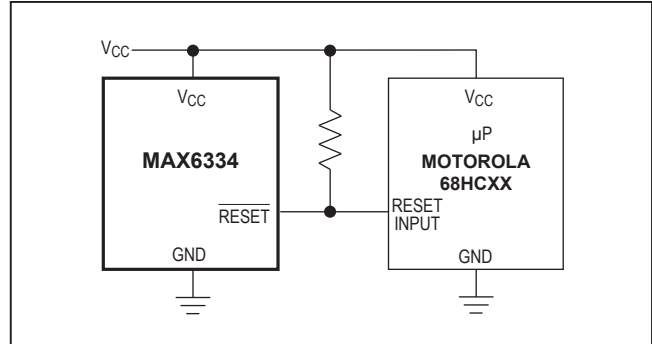 VCC
VCC
MAX6334
RESET
GND
VCC
µP
MOTOROLA
68HCXX
RESET
INPUT
GND